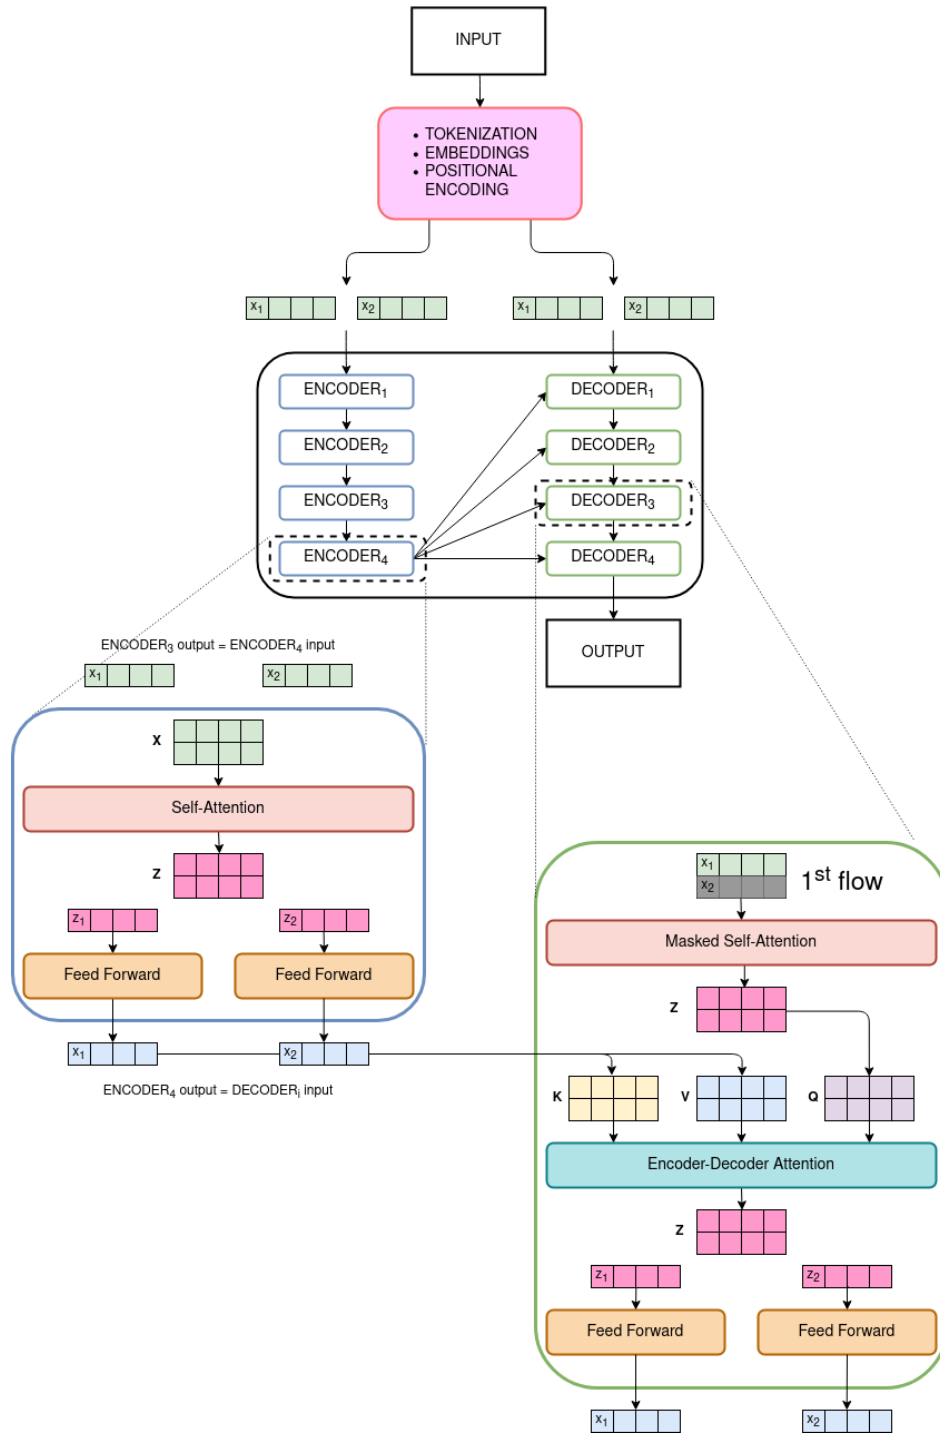 INPUT
• TOKENIZATION
• EMBEDDINGS
• POSITIONAL
ENCODING
x₁ x₂ x₁ x₂
ENCODER₁ DECODER₁
ENCODER₂ DECODER₂
ENCODER₃ DECODER₃
ENCODER₄ DECODER₄
OUTPUT
ENCODER₃ output = ENCODER₄ input
x₁ x₂
X
Self-Attention
Z
z₁ z₂
Feed Forward Feed Forward
x₁ x₂
ENCODER₄ output = DECODERᵢ input
x₁
x₂
1ˢᵗ flow
Masked Self-Attention
Z
K V Q
Encoder-Decoder Attention
Z
z₁ z₂
Feed Forward Feed Forward
x₁ x₂